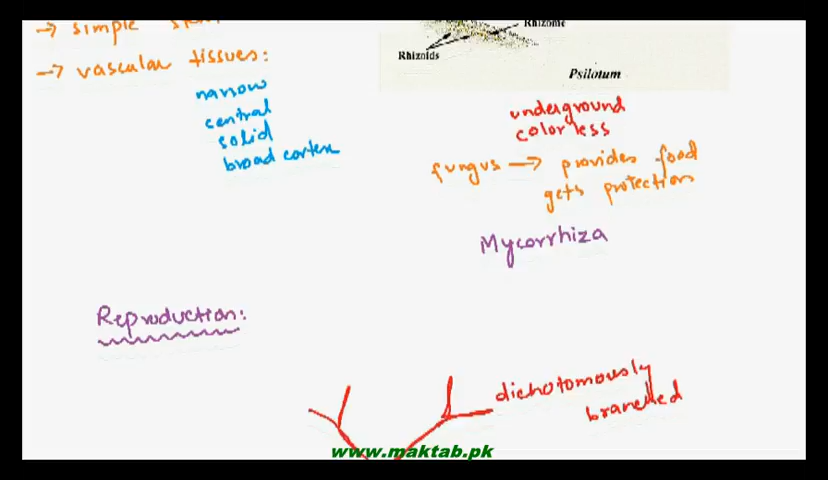 → simple
→ vascular tissues:
narrow
central
solid
broad cortex
Rhizome
Rhizoids
Psilotum
underground
colorless
fungus → provides food
gets protection
Mycorrhiza
Reproduction:
dichotomously
branched
www.maktab.pk